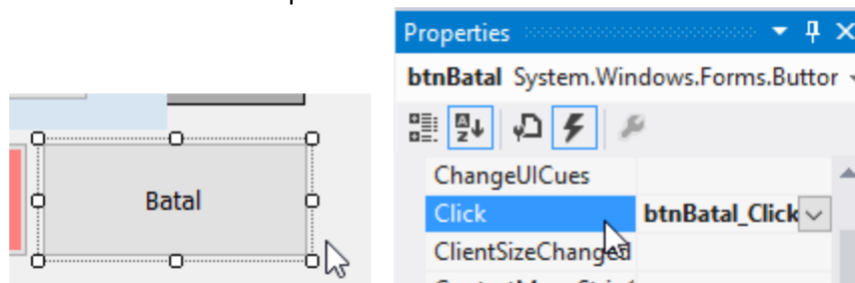 Batal
Properties
btnBatal System.Windows.Forms.Buttor
ChangeUICues
Click btnBatal_Click
ClientSizeChanged